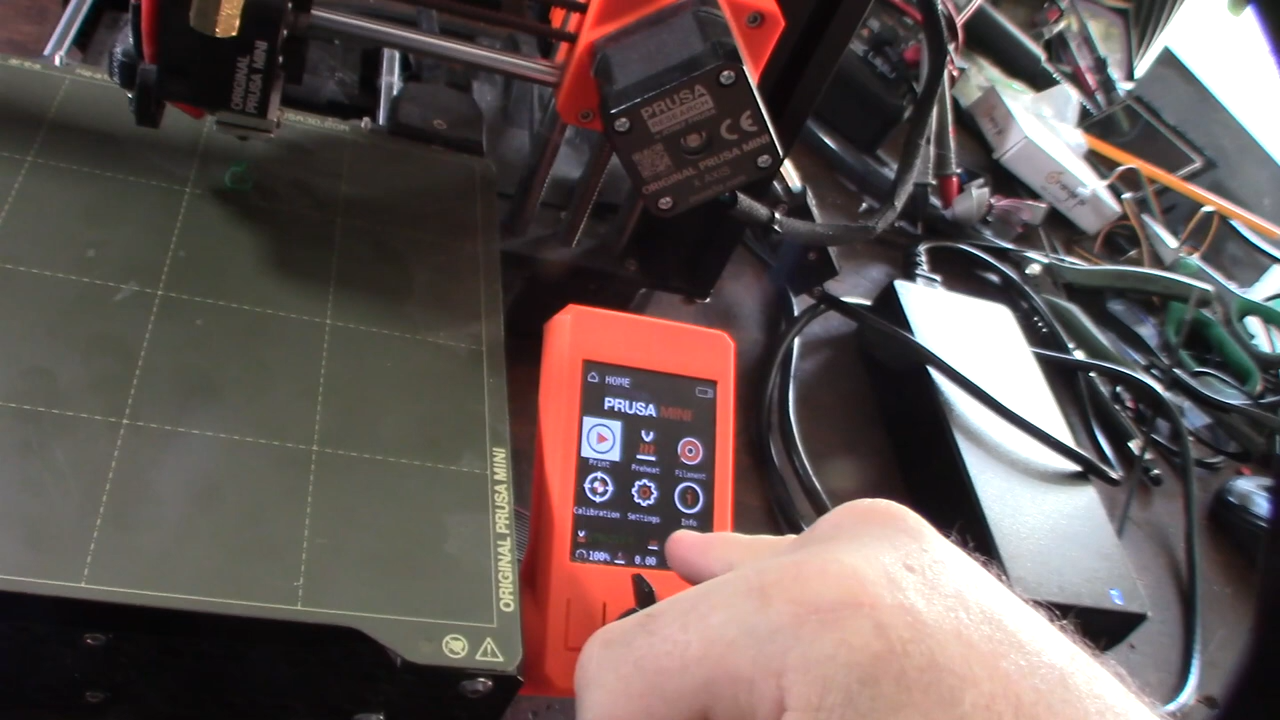 ORIGINAL
PRUSA MINI
PRUSA
RESEARCH
CE
ORIGINAL PRUSA MINI
AXIS
HOME
PRUSA MINI
Print
Preheat
Filament
Calibration
Settings
Info
100%
0.00
ORIGINAL PRUSA MINI